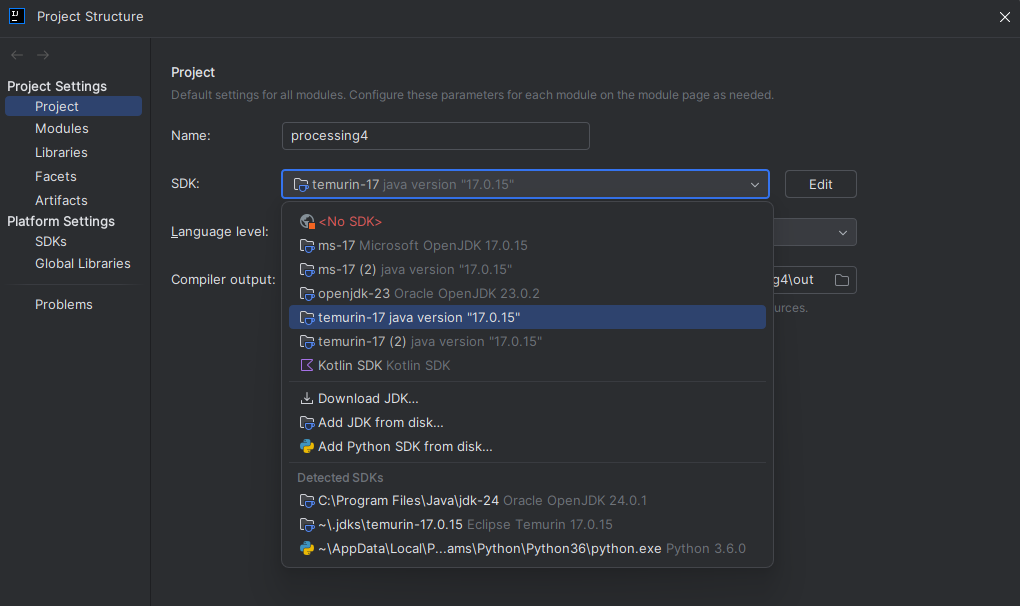 Project Structure
Project Settings
Project
Modules
Libraries
Facets
Artifacts
Platform Settings
SDKs
Global Libraries
Problems
Project
Default settings for all modules. Configure these parameters for each module on the module page as needed.
Name: processing4
SDK: temurin-17 java version "17.0.15" Edit
Language level:
Compiler output: g4\out
<No SDK>
ms-17 Microsoft OpenJDK 17.0.15
ms-17 (2) java version "17.0.15"
openjdk-23 Oracle OpenJDK 23.0.2
temurin-17 java version "17.0.15"
temurin-17 (2) java version "17.0.15"
Kotlin SDK Kotlin SDK
Download JDK...
Add JDK from disk...
Add Python SDK from disk...
Detected SDKs
C:\Program Files\Java\jdk-24 Oracle OpenJDK 24.0.1
~\.jdks\temurin-17.0.15 Eclipse Temurin 17.0.15
~\AppData\Local\P...ams\Python\Python36\python.exe Python 3.6.0